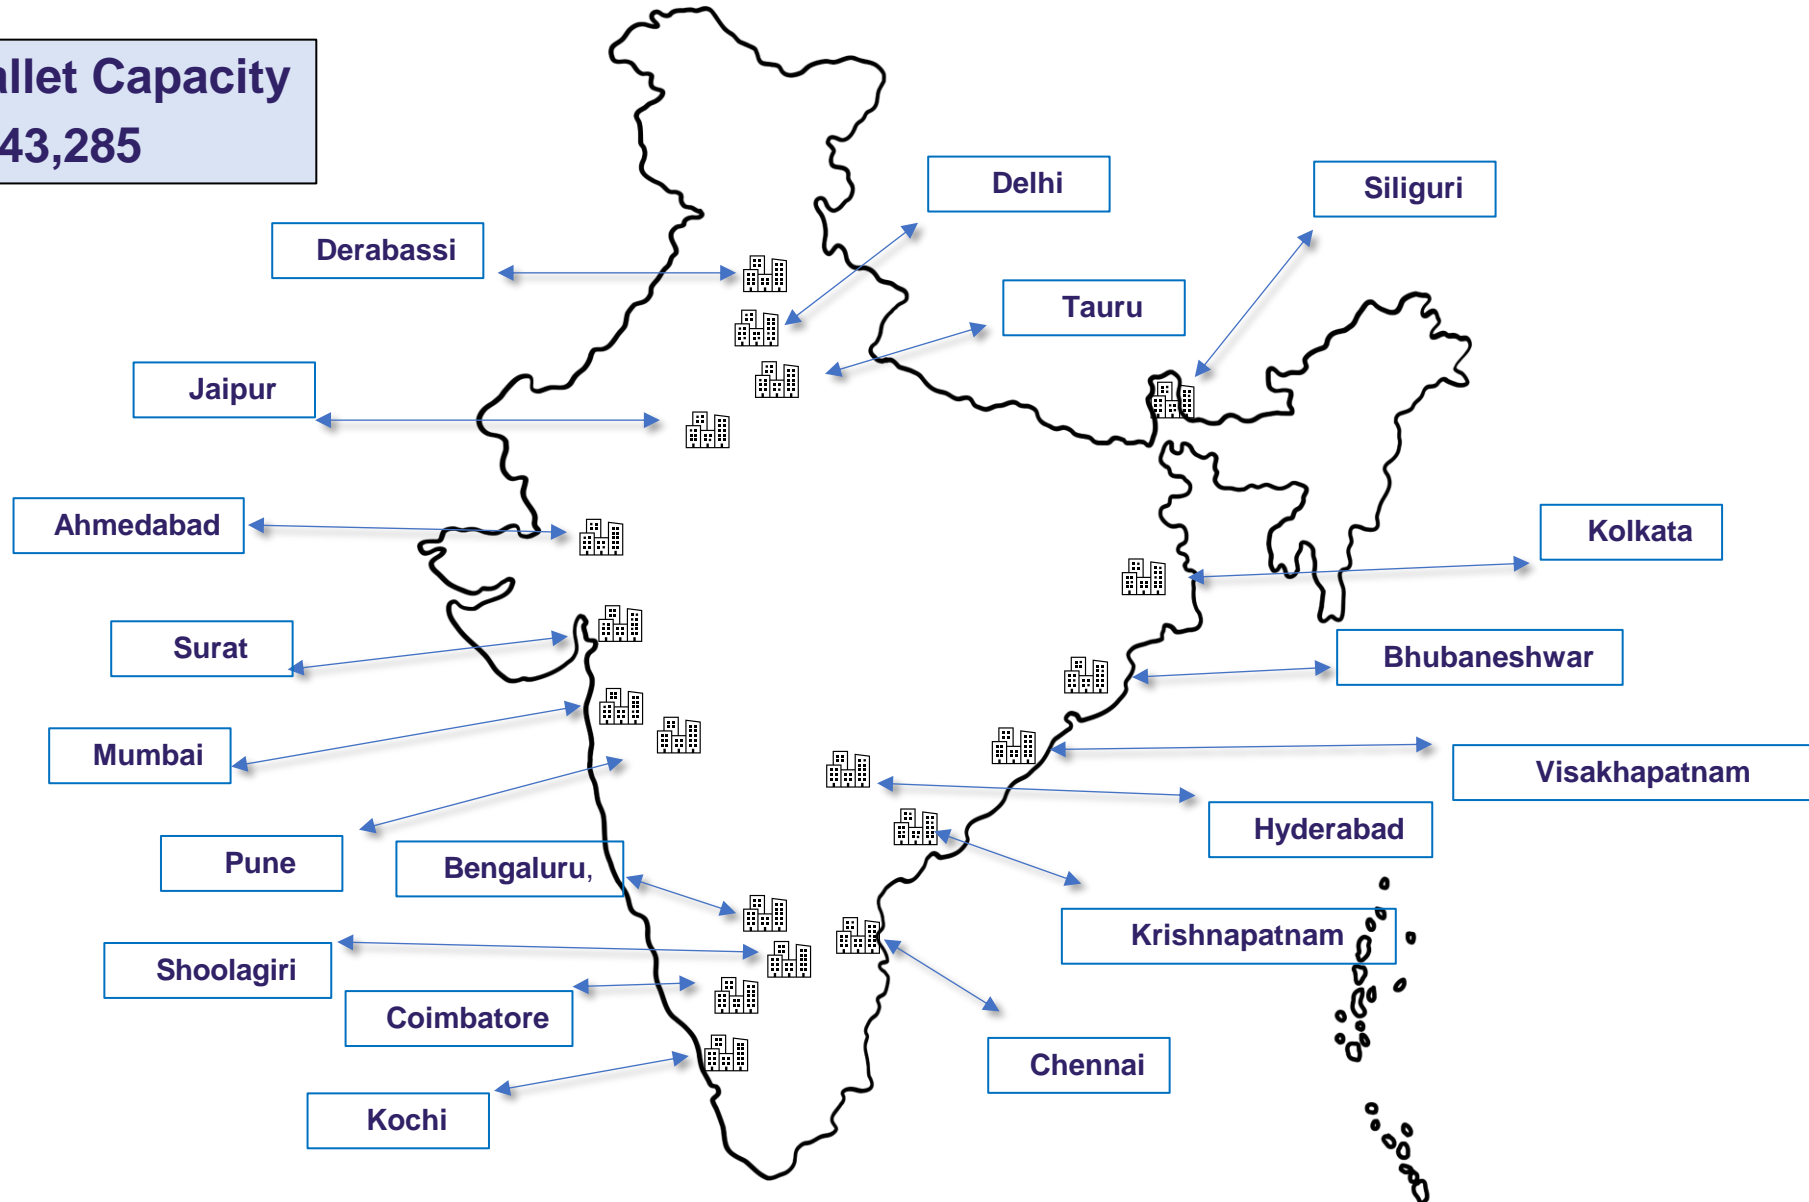 allet Capacity
43,285
Delhi
Siliguri
Derabassi
Tauru
Jaipur
Ahmedabad
Kolkata
Surat
Bhubaneshwar
Mumbai
Visakhapatnam
Hyderabad
Pune
Bengaluru,
Krishnapatnam
Shoolagiri
Coimbatore
Chennai
Kochi